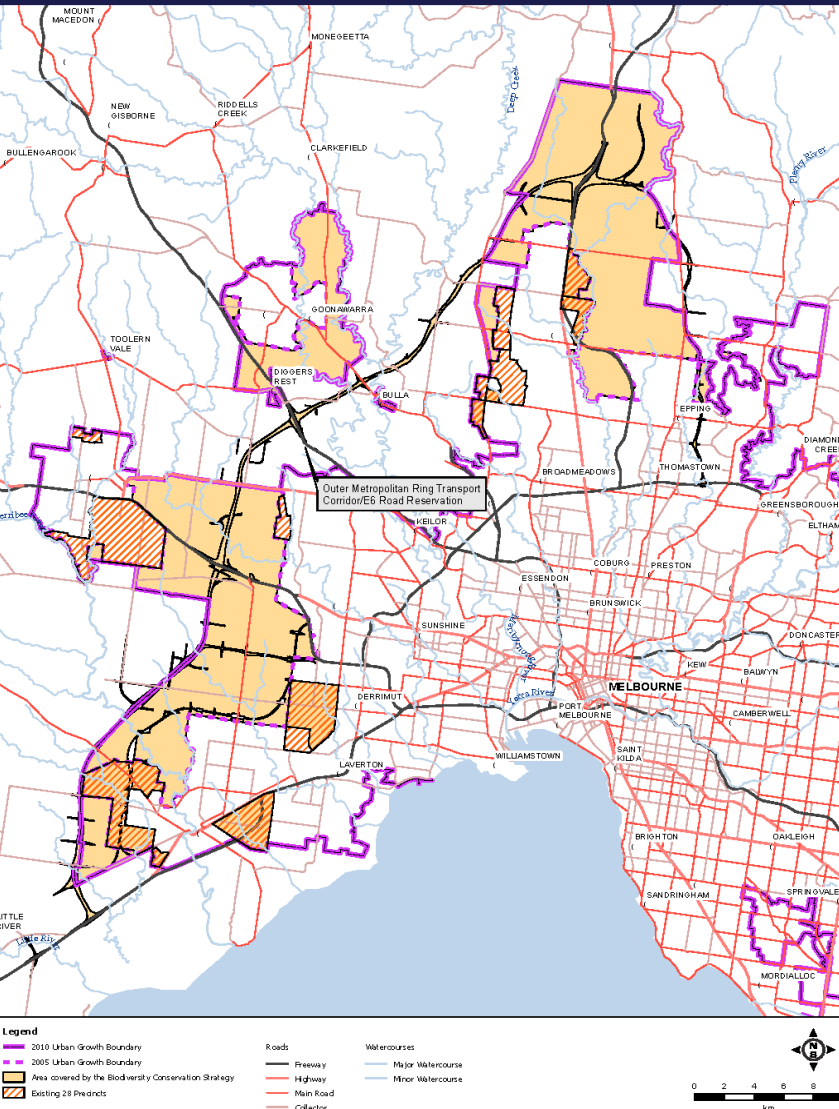 MOUNT
MACEDON
MONEGEETTA
NEW
GISBORNE
RIDDELLS
CREEK
Deep Creek
BULLENGAROOK
CLARKEFIELD
Plenty River
GOONAWARRA
TOOLERN
VALE
DIGGERS
REST
BULLA
EPPING
DIAMOND
CREE
BROADMEADOWS
THOMASTOWN
Outer Metropolitan Ring Transport
Corridor/E6 Road Reservation
GREENSBOROUGH
ELTHAM
KEILOR
COBURG
PRESTON
ESSENDON
BRUNSWICK
SUNSHINE
DONCASTER
KEW
BALWYN
MELBOURNE
DERRIMUT
PORT
MELBOURNE
CAMBERWELL
SAINT
KILDA
WILLIAMSTOWN
LAVERTON
BRIGHTON
OAKLEIGH
SANDRINGHAM
SPRINGVALE
LITTLE
RIVER
Little River
MORDIALLOC
Legend
2010 Urban Growth Boundary
2005 Urban Growth Boundary
Area covered by the Biodiversity Conservation Strategy
Existing 28 Precincts
Roads
Freeway
Highway
Main Road
Collector
Watercourses
Major Watercourse
Minor Watercourse
N
0 2 4 6 8
km